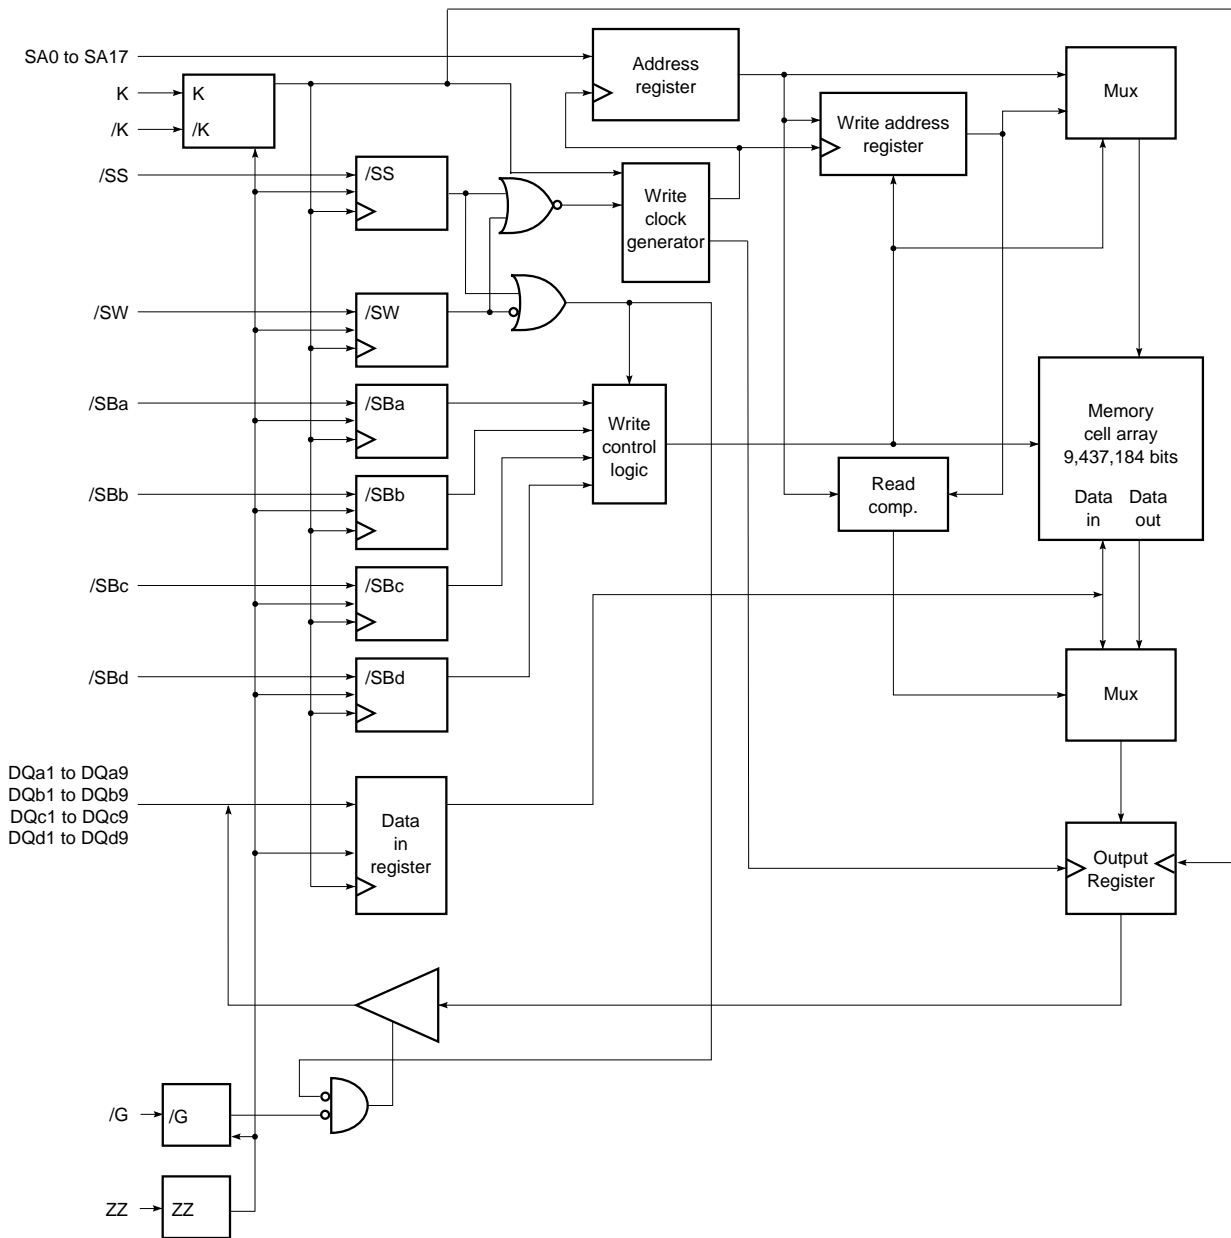 SA0 to SA17
Address
register
Mux
K
K
/K
/K
Write address
register
/SS
/SS
Write
clock
generator
/SW
/SW
/SBa
/SBa
Write
control
logic
Memory
cell array
9,437,184 bits
Data
in
Data
out
/SBb
/SBb
Read
comp.
/SBc
/SBc
/SBd
/SBd
Mux
DQa1 to DQa9
DQb1 to DQb9
DQc1 to DQc9
DQd1 to DQd9
Data
in
register
Output
Register
/G
/G
ZZ
ZZ